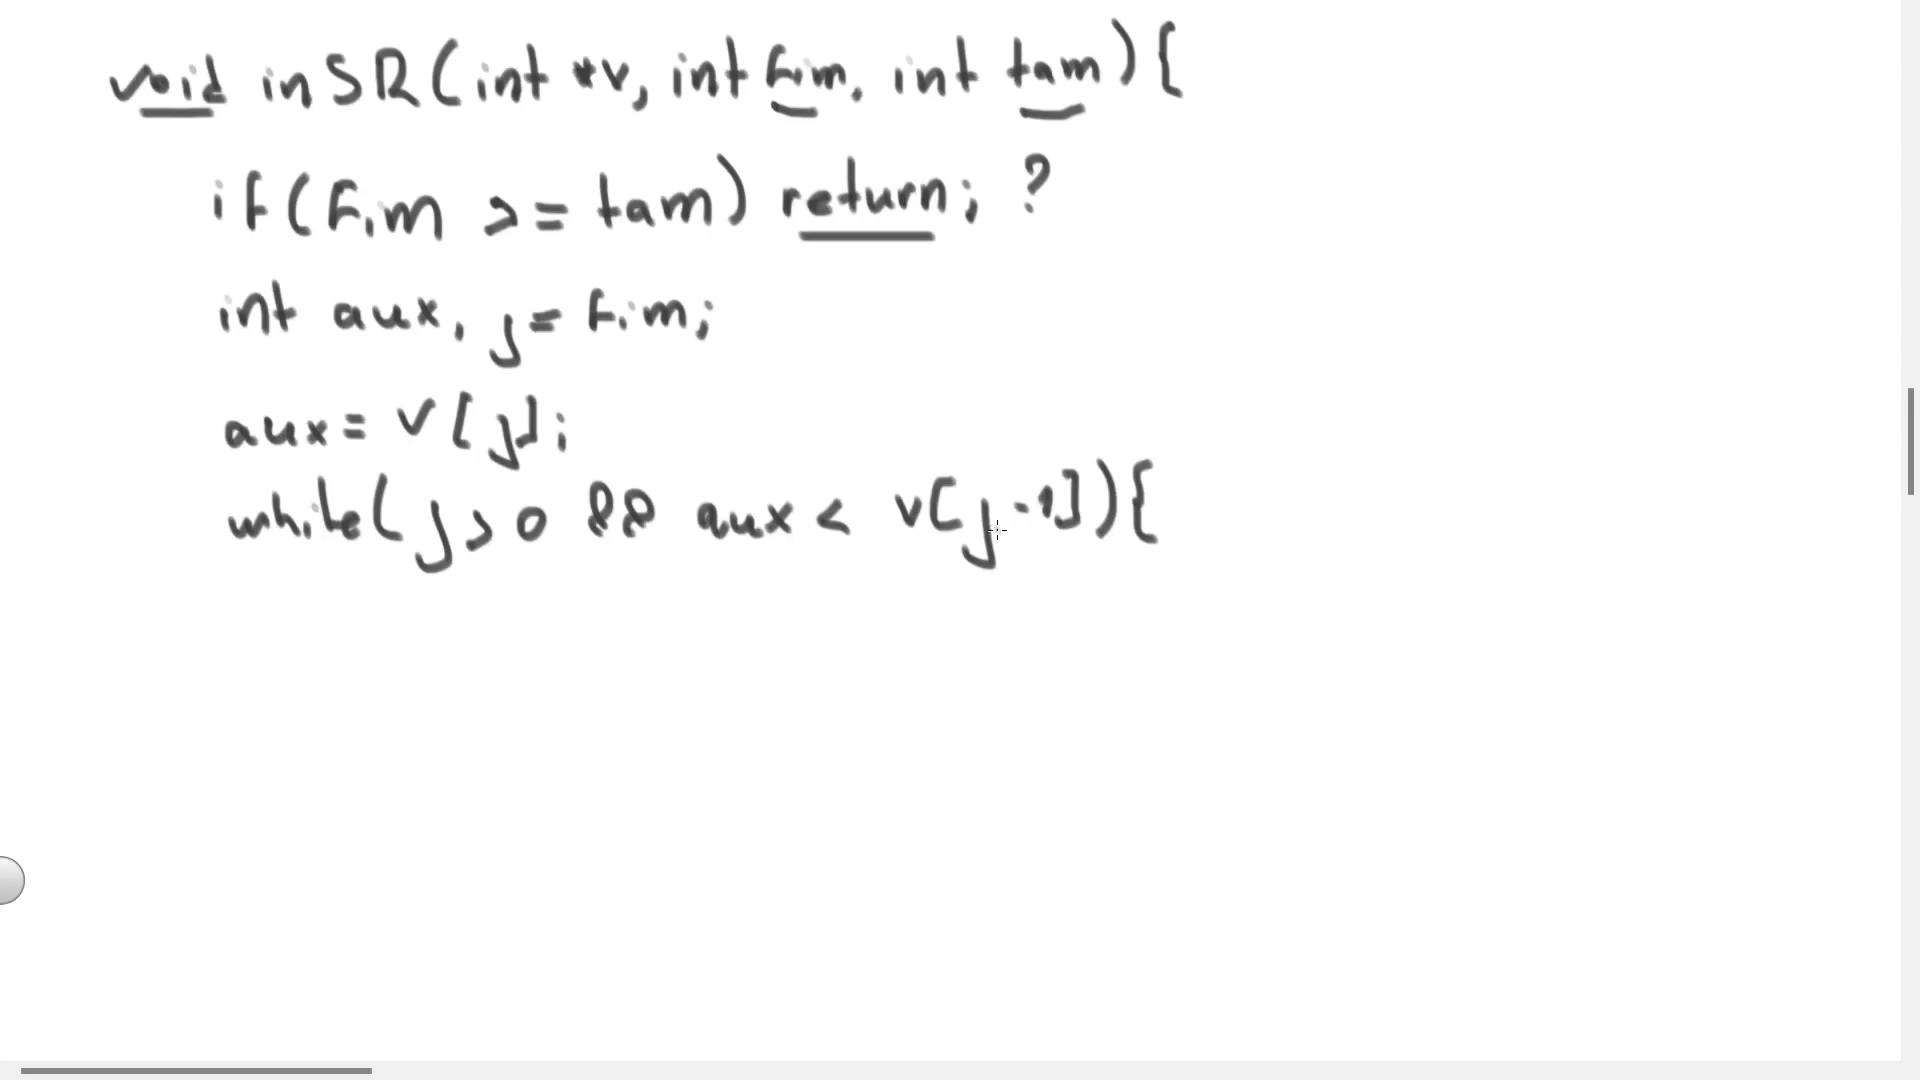 void inSR(int *v, int fim, int tam){
if(fim >= tam) return; ?
int aux, j = fim;
aux = v[j];
while(j > 0 && aux < v[j-1]){